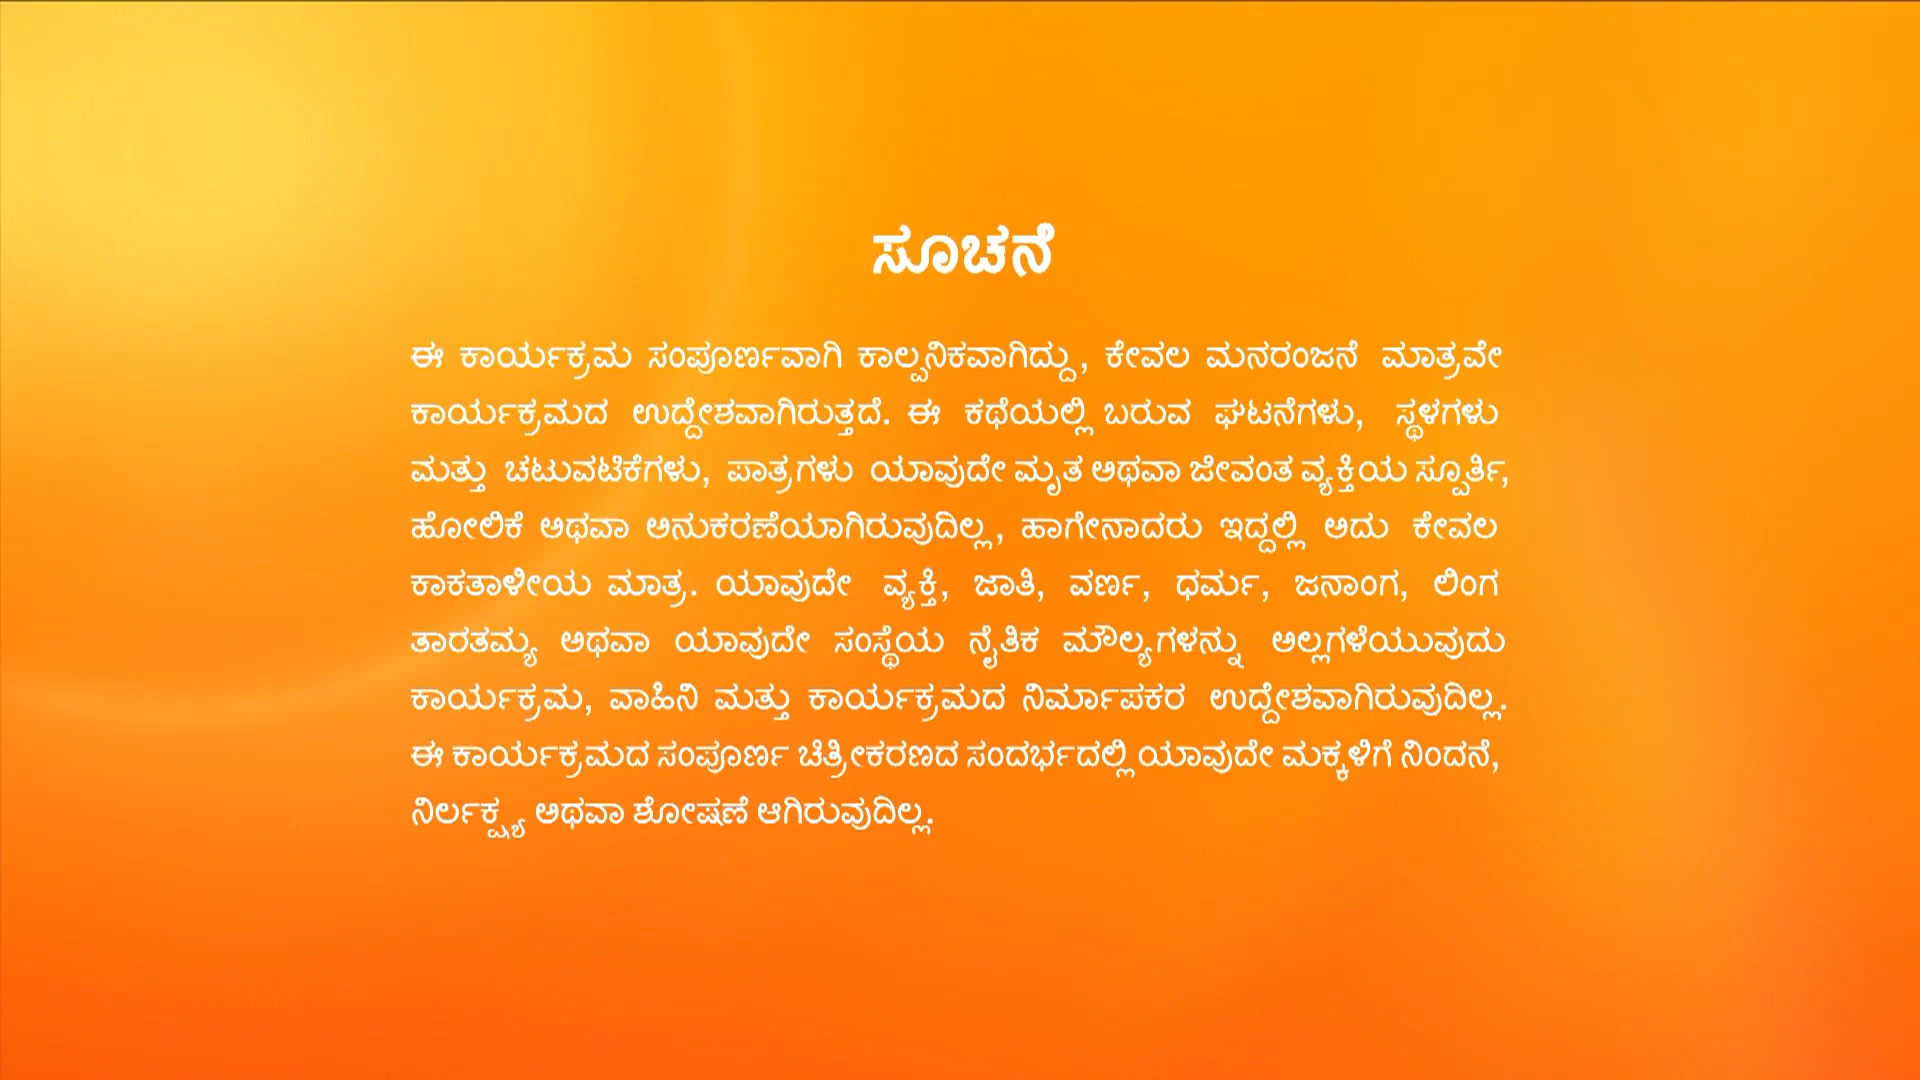 ಸೂಚನೆ
ಈ ಕಾರ್ಯಕ್ರಮ ಸಂಪೂರ್ಣವಾಗಿ ಕಾಲ್ಪನಿಕವಾಗಿದ್ದು, ಕೇವಲ ಮನರಂಜನೆ ಮಾತ್ರವೇ
ಕಾರ್ಯಕ್ರಮದ ಉದ್ದೇಶವಾಗಿರುತ್ತದೆ. ಈ ಕಥೆಯಲ್ಲಿ ಬರುವ ಘಟನೆಗಳು, ಸ್ಥಳಗಳು
ಮತ್ತು ಚಟುವಟಿಕೆಗಳು, ಪಾತ್ರಗಳು ಯಾವುದೇ ಮೃತ ಅಥವಾ ಜೀವಂತ ವ್ಯಕ್ತಿಯ ಸ್ಪೂರ್ತಿ,
ಹೋಲಿಕೆ ಅಥವಾ ಅನುಕರಣೆಯಾಗಿರುವುದಿಲ್ಲ, ಹಾಗೇನಾದರು ಇದ್ದಲ್ಲಿ ಅದು ಕೇವಲ
ಕಾಕತಾಳೀಯ ಮಾತ್ರ. ಯಾವುದೇ ವ್ಯಕ್ತಿ, ಜಾತಿ, ವರ್ಣ, ಧರ್ಮ, ಜನಾಂಗ, ಲಿಂಗ
ತಾರತಮ್ಯ ಅಥವಾ ಯಾವುದೇ ಸಂಸ್ಥೆಯ ನೈತಿಕ ಮೌಲ್ಯಗಳನ್ನು ಅಲ್ಲಗಳೆಯುವುದು
ಕಾರ್ಯಕ್ರಮ, ವಾಹಿನಿ ಮತ್ತು ಕಾರ್ಯಕ್ರಮದ ನಿರ್ಮಾಪಕರ ಉದ್ದೇಶವಾಗಿರುವುದಿಲ್ಲ.
ಈ ಕಾರ್ಯಕ್ರಮದ ಸಂಪೂರ್ಣ ಚಿತ್ರೀಕರಣದ ಸಂದರ್ಭದಲ್ಲಿ ಯಾವುದೇ ಮಕ್ಕಳಿಗೆ ನಿಂದನೆ,
ನಿರ್ಲಕ್ಷ್ಯ ಅಥವಾ ಶೋಷಣೆ ಆಗಿರುವುದಿಲ್ಲ.